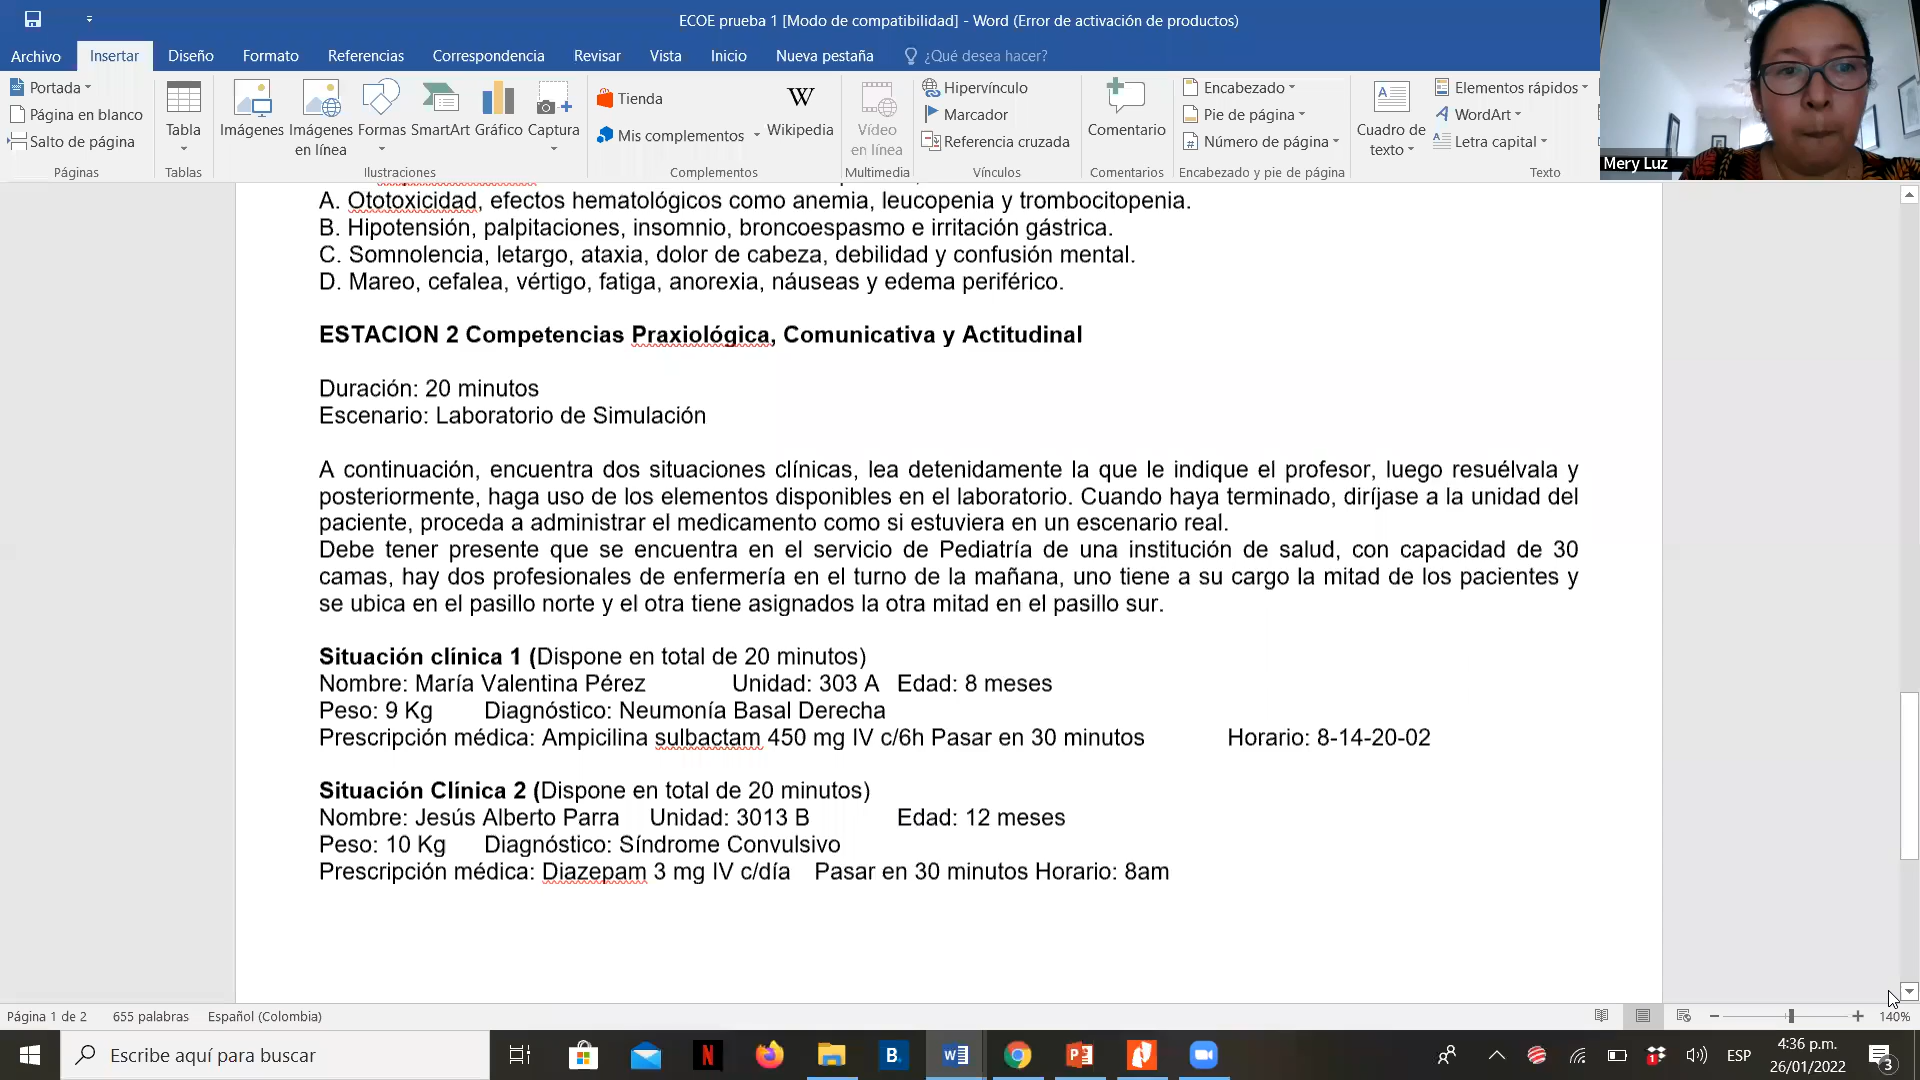 ECOE prueba 1 [Modo de compatibilidad] - Word (Error de activación de productos)
Archivo Insertar Diseño Formato Referencias Correspondencia Revisar Vista Inicio Nueva pestaña ¿Qué desea hacer?
Portada
Página en blanco
Salto de página
Páginas
Tabla
Tablas
Imágenes
Imágenes en línea
Formas
SmartArt
Gráfico
Captura
Ilustraciones
Tienda
Mis complementos
W
Wikipedia
Complementos
Vídeo en línea
Multimedia
Hipervínculo
Marcador
Referencia cruzada
Vínculos
Comentario
Comentarios
Encabezado
Pie de página
Número de página
Encabezado y pie de página
Cuadro de texto
Elementos rápidos
WordArt
Letra capital
Texto
Mery Luz
A. Ototoxicidad, efectos hematológicos como anemia, leucopenia y trombocitopenia.
B. Hipotensión, palpitaciones, insomnio, broncoespasmo e irritación gástrica.
C. Somnolencia, letargo, ataxia, dolor de cabeza, debilidad y confusión mental.
D. Mareo, cefalea, vértigo, fatiga, anorexia, náuseas y edema periférico.
ESTACION 2 Competencias Praxiológica, Comunicativa y Actitudinal
Duración: 20 minutos
Escenario: Laboratorio de Simulación
A continuación, encuentra dos situaciones clínicas, lea detenidamente la que le indique el profesor, luego resuélvala y
posteriormente, haga uso de los elementos disponibles en el laboratorio. Cuando haya terminado, diríjase a la unidad del
paciente, proceda a administrar el medicamento como si estuviera en un escenario real.
Debe tener presente que se encuentra en el servicio de Pediatría de una institución de salud, con capacidad de 30
camas, hay dos profesionales de enfermería en el turno de la mañana, uno tiene a su cargo la mitad de los pacientes y
se ubica en el pasillo norte y el otra tiene asignados la otra mitad en el pasillo sur.
Situación clínica 1 (Dispone en total de 20 minutos)
Nombre: María Valentina Pérez Unidad: 303 A Edad: 8 meses
Peso: 9 Kg Diagnóstico: Neumonía Basal Derecha
Prescripción médica: Ampicilina sulbactam 450 mg IV c/6h Pasar en 30 minutos Horario: 8-14-20-02
Situación Clínica 2 (Dispone en total de 20 minutos)
Nombre: Jesús Alberto Parra Unidad: 3013 B Edad: 12 meses
Peso: 10 Kg Diagnóstico: Síndrome Convulsivo
Prescripción médica: Diazepam 3 mg IV c/día Pasar en 30 minutos Horario: 8am
Página 1 de 2 655 palabras Español (Colombia) 140%
Escribe aquí para buscar
N
B.
ESP
4:36 p.m.
26/01/2022
3